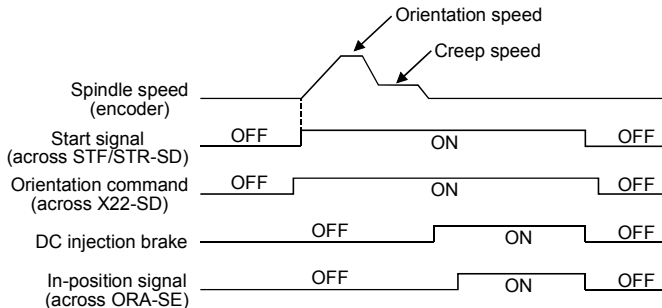 Orientation speed
Creep speed
Spindle speed
(encoder)
Start signal
(across STF/STR-SD)
OFF
ON
OFF
Orientation command
(across X22-SD)
OFF
ON
OFF
DC injection brake
OFF
ON
OFF
In-position signal
(across ORA-SE)
OFF
ON
OFF